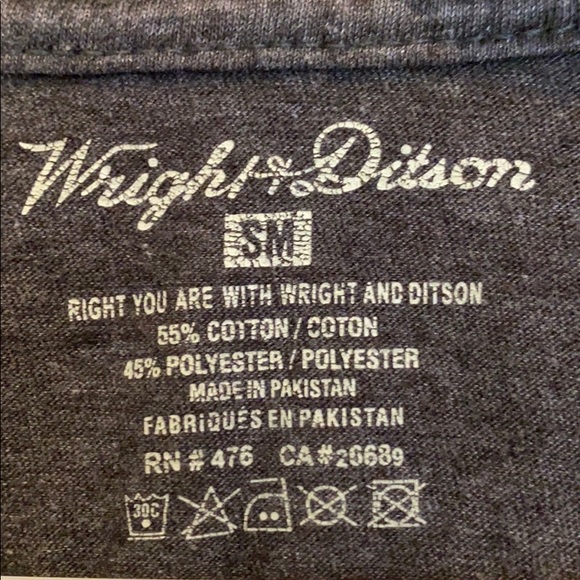 Wright & Ditson
SM
RIGHT YOU ARE WITH WRIGHT AND DITSON
55% COTTON / COTON
45% POLYESTER / POLYESTER
MADE IN PAKISTAN
FABRIQUÉS EN PAKISTAN
RN # 476 CA#20689
30C